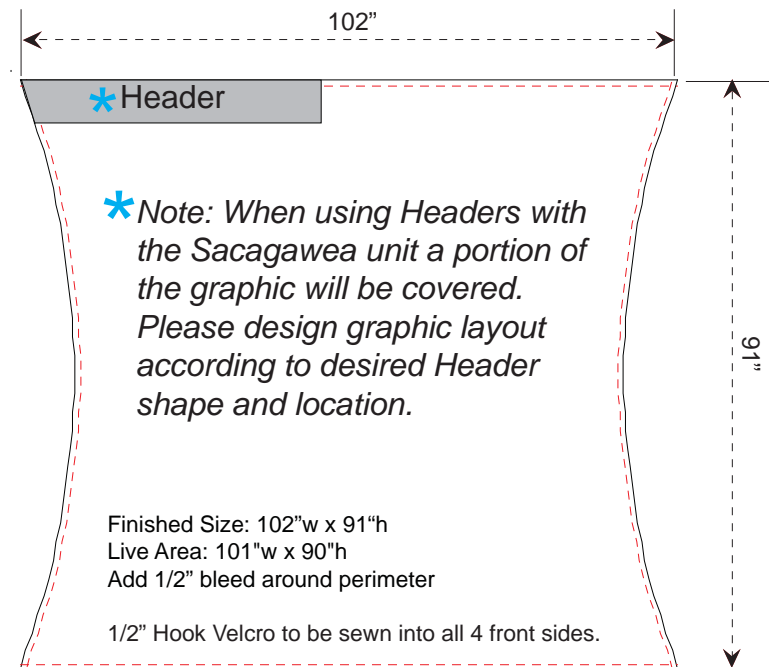 102”
*Header
*Note: When using Headers with
the Sacagawea unit a portion of
the graphic will be covered.
Please design graphic layout
according to desired Header
shape and location.
91”
Finished Size: 102”w x 91“h
Live Area: 101"w x 90"h
Add 1/2” bleed around perimeter
1/2” Hook Velcro to be sewn into all 4 front sides.